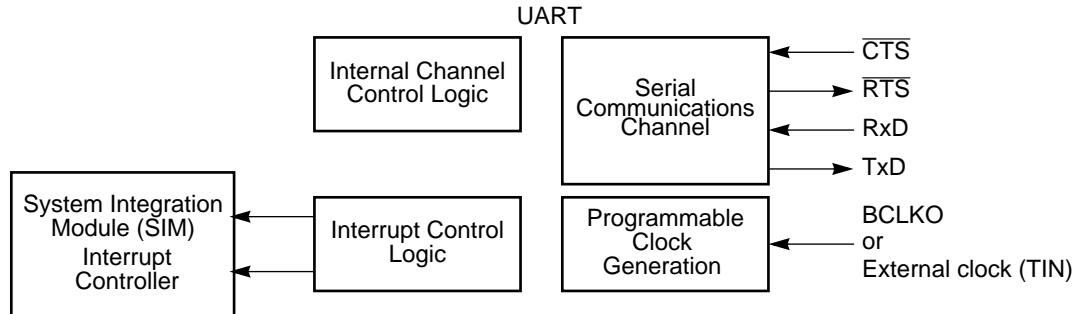 UART
Internal Channel
Control Logic
Serial
Communications
Channel
CTS
RTS
RxD
TxD
System Integration
Module (SIM)
Interrupt
Controller
Interrupt Control
Logic
Programmable
Clock
Generation
BCLKO
or
External clock (TIN)